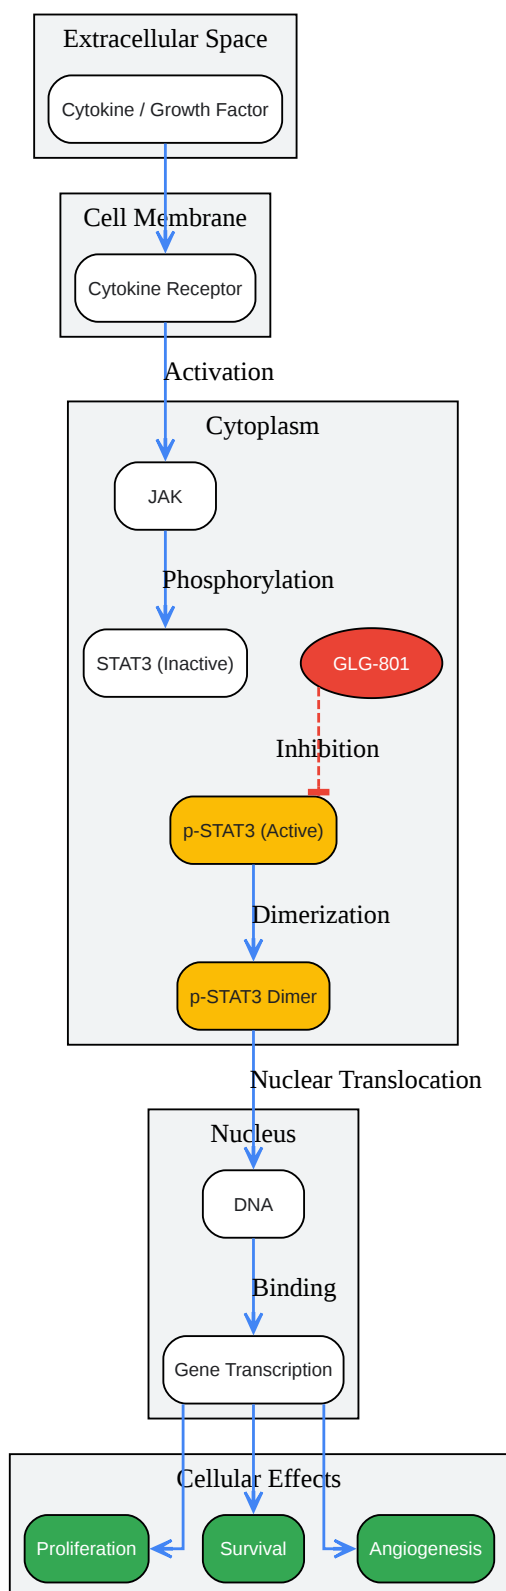 Extracellular Space
Cytokine / Growth Factor
Cell Membrane
Cytokine Receptor
Activation
Cytoplasm
JAK
Phosphorylation
STAT3 (Inactive)
GLG-801
Inhibition
p-STAT3 (Active)
Dimerization
p-STAT3 Dimer
Nuclear Translocation
Nucleus
DNA
Binding
Gene Transcription
Cellular Effects
Proliferation
Survival
Angiogenesis